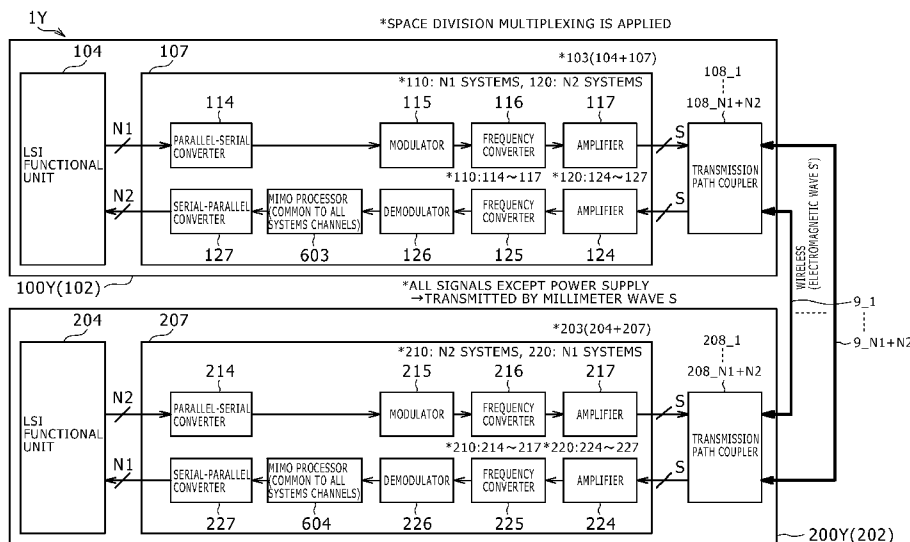 1Y
*SPACE DIVISION MULTIPLEXING IS APPLIED
104
107
*103(104+107)
*110: N1 SYSTEMS, 120: N2 SYSTEMS
108_1
108_N1+N2
114
115
116
117
LSI
FUNCTIONAL
UNIT
N1
PARALLEL-SERIAL
CONVERTER
MODULATOR
FREQUENCY
CONVERTER
AMPLIFIER
S
TRANSMISSION
PATH COUPLER
*110:114~117
*120:124~127
N2
SERIAL-PARALLEL
CONVERTER
MIMO PROCESSOR
(COMMON TO ALL
SYSTEMS CHANNELS)
DEMODULATOR
FREQUENCY
CONVERTER
AMPLIFIER
S
127
603
126
125
124
100Y(102)
WIRELESS
(ELECTROMAGNETIC WAVE S')
*ALL SIGNALS EXCEPT POWER SUPPLY
→TRANSMITTED BY MILLIMETER WAVE S
9_1
9_N1+N2
204
207
*203(204+207)
*210: N2 SYSTEMS, 220: N1 SYSTEMS
208_1
208_N1+N2
214
215
216
217
LSI
FUNCTIONAL
UNIT
N2
PARALLEL-SERIAL
CONVERTER
MODULATOR
FREQUENCY
CONVERTER
AMPLIFIER
S
TRANSMISSION
PATH COUPLER
*210:214~217
*220:224~227
N1
SERIAL-PARALLEL
CONVERTER
MIMO PROCESSOR
(COMMON TO ALL
SYSTEMS CHANNELS)
DEMODULATOR
FREQUENCY
CONVERTER
AMPLIFIER
S
227
604
226
225
224
200Y(202)